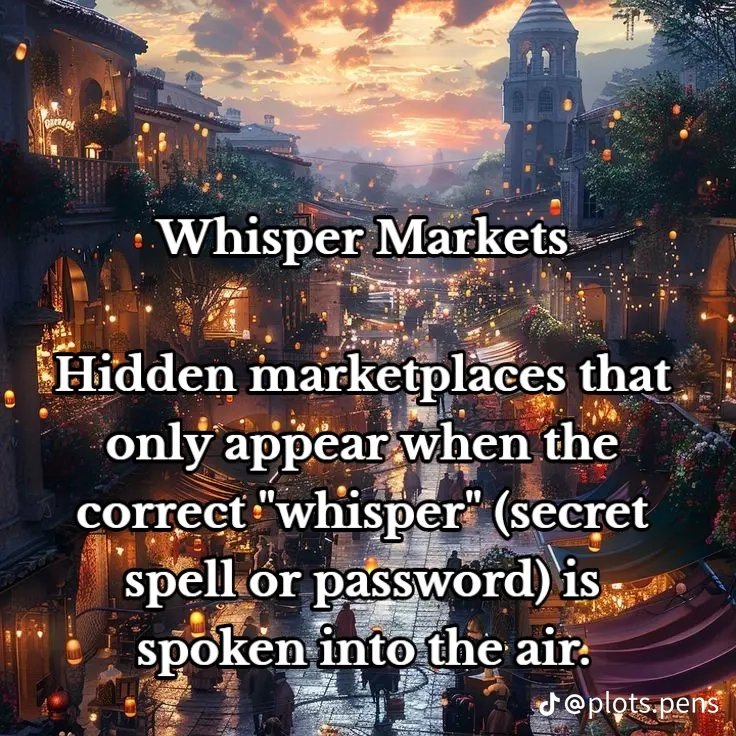 Whisper Markets
Hidden marketplaces that
only appear when the
correct "whisper" (secret
spell or password) is
spoken into the air.
@plots.pens